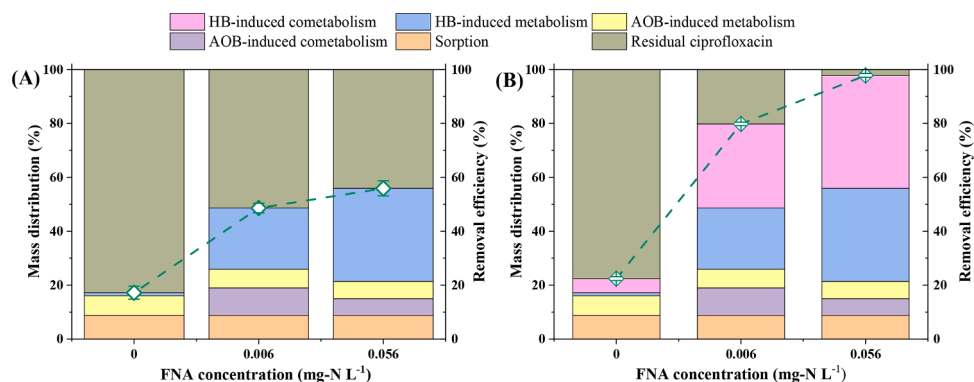 HB-induced cometabolism HB-induced metabolism AOB-induced metabolism
AOB-induced cometabolism Sorption Residual ciprofloxacin
(A)
Mass distribution (%)
100
80
60
40
20
0
0 0.006 0.056
FNA concentration (mg-N L⁻¹)
100
80
60
40
20
0
Removal efficiency (%)
(B)
Mass distribution (%)
100
80
60
40
20
0
0 0.006 0.056
FNA concentration (mg-N L⁻¹)
100
80
60
40
20
0
Removal efficiency (%)